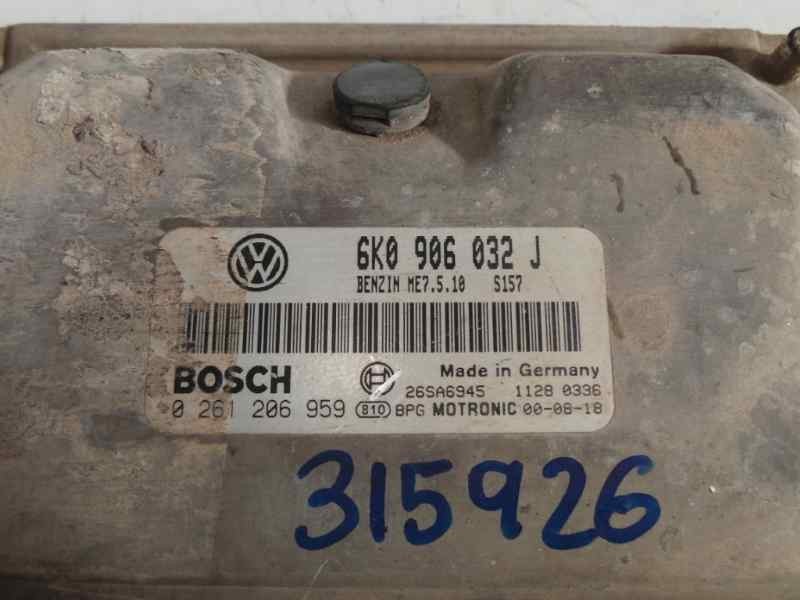 6K0 906 032 J
BENZIN ME7.5.10 S157
BOSCH
Made in Germany
26SA6945 1128 0336
0 261 206 959 810 BPG MOTRONIC 00-08-18
315926